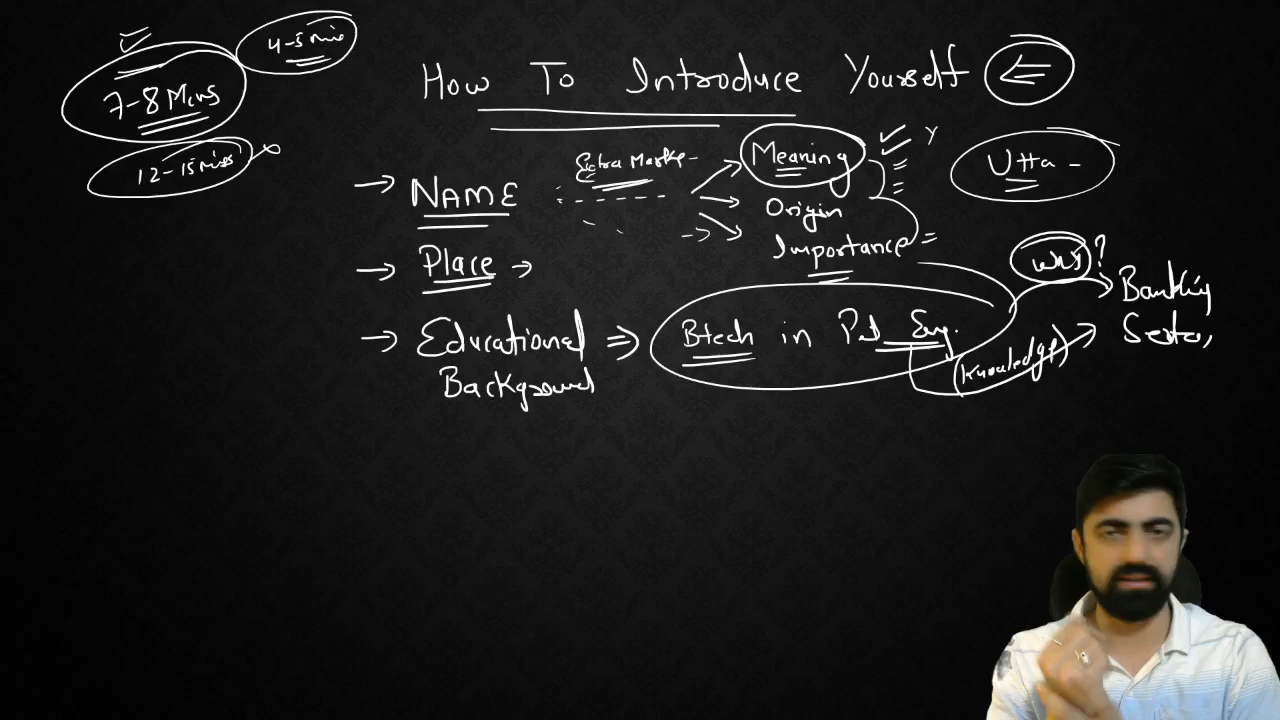 4-5 min
7-8 Mins
12-15 mins
How To Introduce Yourself
Extra Marks
Meaning
Y
Utta -
NAME
Origin
Importance
Place
why?
Banking
Educational
Btech in Pet Eng.
Sector,
Knowledge
Background